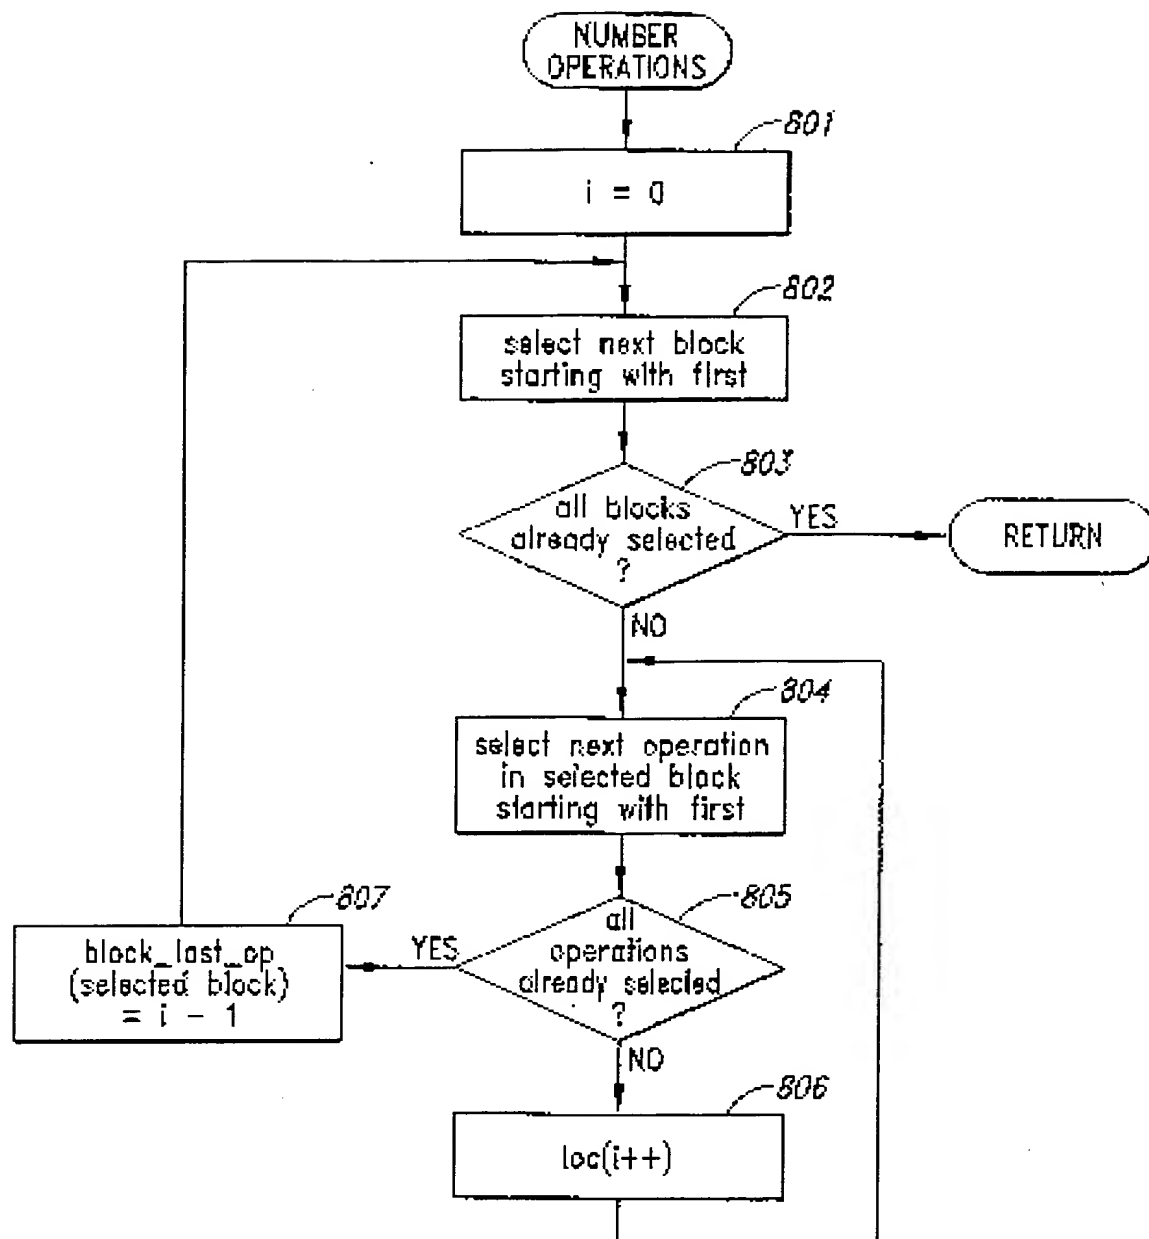 NUMBER
OPERATIONS
801
i = 0
802
select next block
starting with first
803
all blocks
already selected
?
YES
RETURN
NO
804
select next operation
in selected block
starting with first
805
all
operations
already selected
?
YES
807
block_last_op
(selected block)
= i - 1
NO
806
loc(i++)